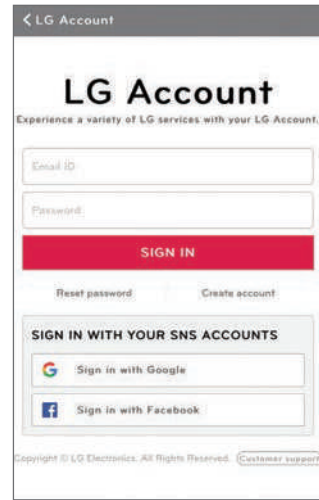 LG Account
LG Account
Experience a variety of LG services with your LG Account.
Email ID
Password
SIGN IN
Reset password Create account
SIGN IN WITH YOUR SNS ACCOUNTS
Sign in with Google
Sign in with Facebook
Copyright © LG Electronics. All Rights Reserved. Customer support